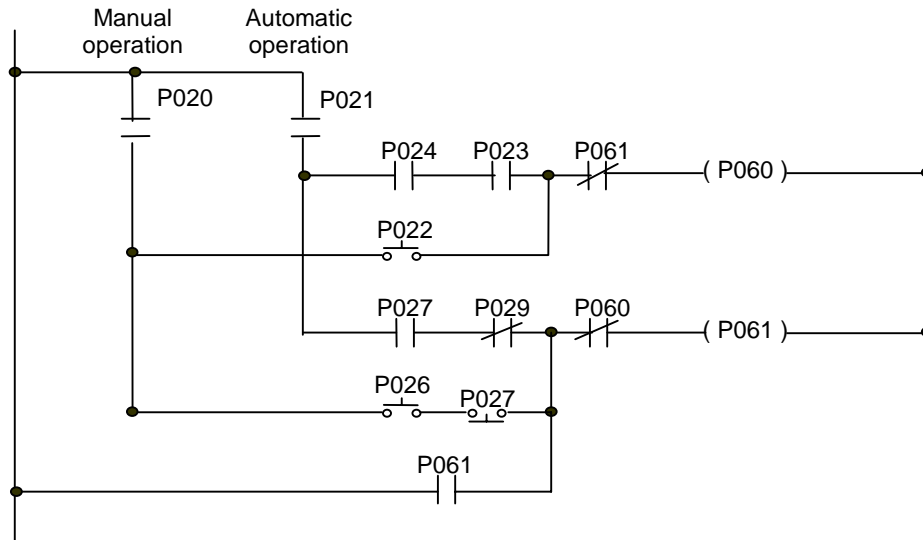 Manual
operation
Automatic
operation
P020
P021
P024
P023
P061
( P060 )
P022
P027
P029
P060
( P061 )
P026
P027
P061